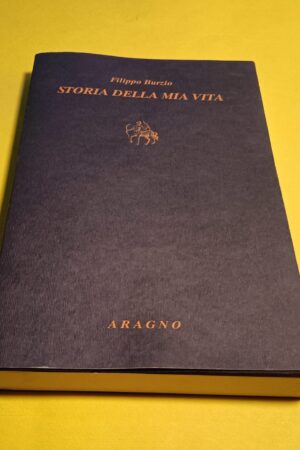 Filippo Burzio
STORIA DELLA MIA VITA
ARAGNO